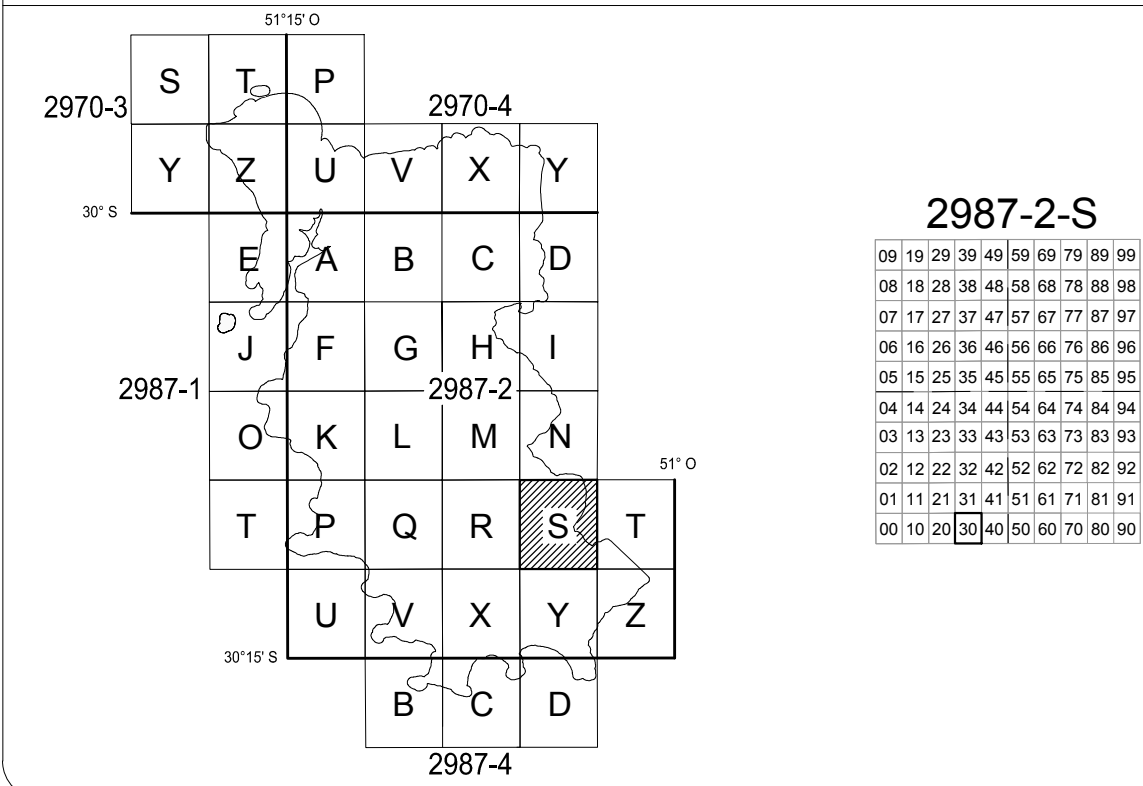 51°15' O
S T P
2970-3 2970-4
Y Z U V X Y
30° S
E A B C D
J F G H I
2987-1 2987-2
O K L M N
51° O
T P Q R S T
U V X Y Z
30°15' S
B C D
2987-4
2987-2-S
09 19 29 39 49 59 69 79 89 99
08 18 28 38 48 58 68 78 88 98
07 17 27 37 47 57 67 77 87 97
06 16 26 36 46 56 66 76 86 96
05 15 25 35 45 55 65 75 85 95
04 14 24 34 44 54 64 74 84 94
03 13 23 33 43 53 63 73 83 93
02 12 22 32 42 52 62 72 82 92
01 11 21 31 41 51 61 71 81 91
00 10 20 30 40 50 60 70 80 90